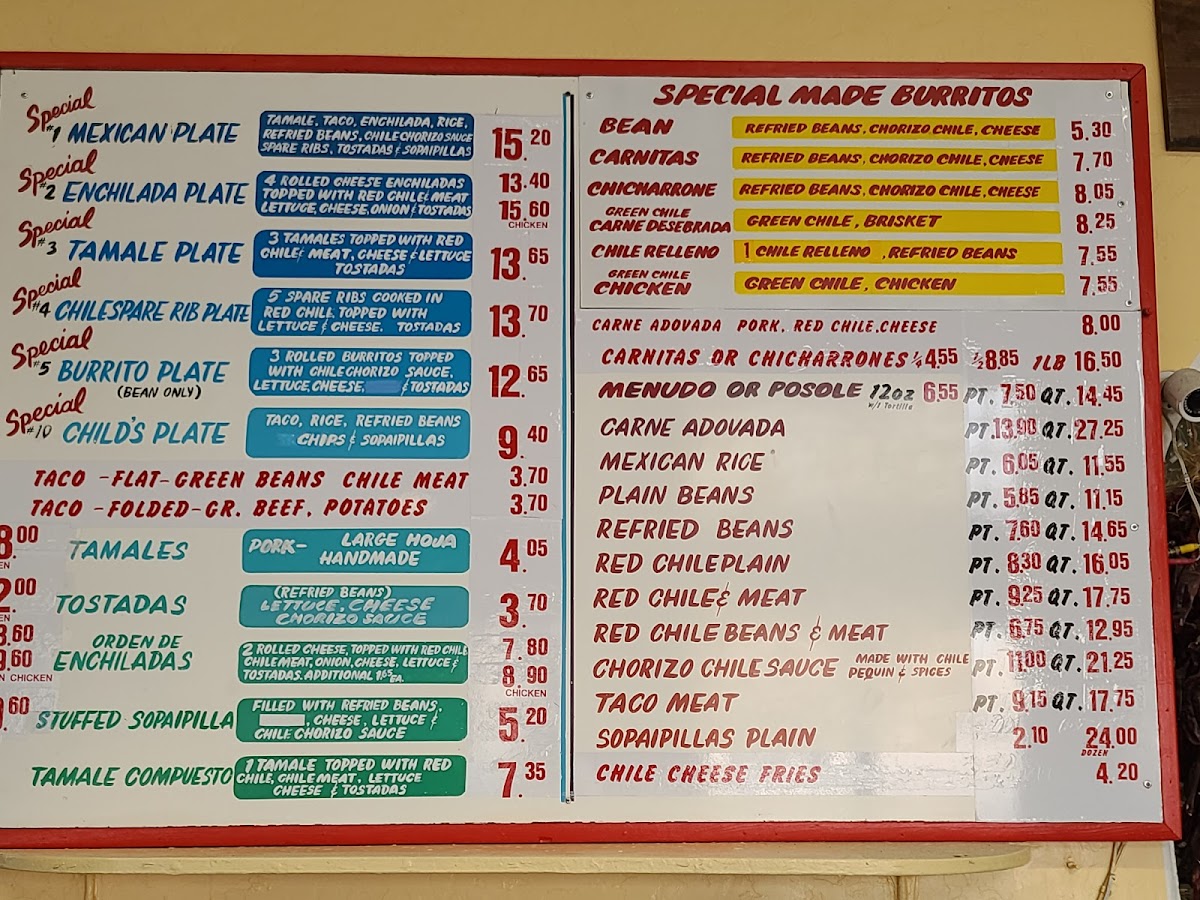 Special
#1 MEXICAN PLATE
TAMALE, TACO, ENCHILADA, RICE,
REFRIED BEANS, CHILE CHORIZO SAUCE
SPARE RIBS, TOSTADAS & SOPAIPILLAS
15.20
Special
#2 ENCHILADA PLATE
4 ROLLED CHEESE ENCHILADAS
TOPPED WITH RED CHILE & MEAT
LETTUCE, CHEESE, ONION & TOSTADAS
13.40
15.60
CHICKEN
Special
#3 TAMALE PLATE
3 TAMALES TOPPED WITH RED
CHILE & MEAT, CHEESE & LETTUCE
TOSTADAS
13.65
Special
#4 CHILE SPARE RIB PLATE
5 SPARE RIBS COOKED IN
RED CHILE TOPPED WITH
LETTUCE & CHEESE. TOSTADAS
13.70
Special
#5 BURRITO PLATE
(BEAN ONLY)
3 ROLLED BURRITOS TOPPED
WITH CHILE CHORIZO SAUCE,
LETTUCE, CHEESE, & TOSTADAS
12.65
Special
#10 CHILD'S PLATE
TACO, RICE, REFRIED BEANS
CHIPS & SOPAIPILLAS
9.40
TACO -FLAT-GREEN BEANS CHILE MEAT 3.70
TACO -FOLDED-GR. BEEF, POTATOES 3.70
8.00
EN
TAMALES
PORK- LARGE HOJA
HANDMADE
4.05
2.00
EN
TOSTADAS
(REFRIED BEANS)
LETTUCE, CHEESE
CHORIZO SAUCE
3.70
3.60
9.60
N CHICKEN
ORDEN DE
ENCHILADAS
2 ROLLED CHEESE, TOPPED WITH RED CHILE
CHILE MEAT, ONION, CHEESE, LETTUCE &
TOSTADAS. ADDITIONAL 1.65 EA.
7.80
8.90
CHICKEN
.60
STUFFED SOPAIPILLA
FILLED WITH REFRIED BEANS,
, CHEESE, LETTUCE &
CHILE CHORIZO SAUCE
5.20
TAMALE COMPUESTO
1 TAMALE TOPPED WITH RED
CHILE, CHILE MEAT, LETTUCE
CHEESE & TOSTADAS
7.35
SPECIAL MADE BURRITOS
BEAN REFRIED BEANS, CHORIZO CHILE, CHEESE 5.30
CARNITAS REFRIED BEANS, CHORIZO CHILE, CHEESE 7.70
CHICHARRONE REFRIED BEANS, CHORIZO CHILE, CHEESE 8.05
GREEN CHILE
CARNE DESEBRADA GREEN CHILE, BRISKET 8.25
CHILE RELLENO 1 CHILE RELLENO, REFRIED BEANS 7.55
GREEN CHILE
CHICKEN GREEN CHILE, CHICKEN 7.55
CARNE ADOVADA PORK, RED CHILE, CHEESE 8.00
CARNITAS OR CHICHARRONES ¼ 4.55 ½ 8.85 1LB 16.50
MENUDO OR POSOLE 12oz 6.55 PT. 7.50 QT. 14.45
w/1 Tortilla
CARNE ADOVADA PT. 13.90 QT. 27.25
MEXICAN RICE PT. 6.05 QT. 11.55
PLAIN BEANS PT. 5.85 QT. 11.15
REFRIED BEANS PT. 7.60 QT. 14.65
RED CHILE PLAIN PT. 8.30 QT. 16.05
RED CHILE & MEAT PT. 9.25 QT. 17.75
RED CHILE BEANS & MEAT PT. 6.75 QT. 12.95
CHORIZO CHILE SAUCE MADE WITH CHILE PT. 11.00 QT. 21.25
PEQUIN & SPICES
TACO MEAT PT. 9.15 QT. 17.75
SOPAIPILLAS PLAIN 2.10 24.00
DOZEN
CHILE CHEESE FRIES 4.20